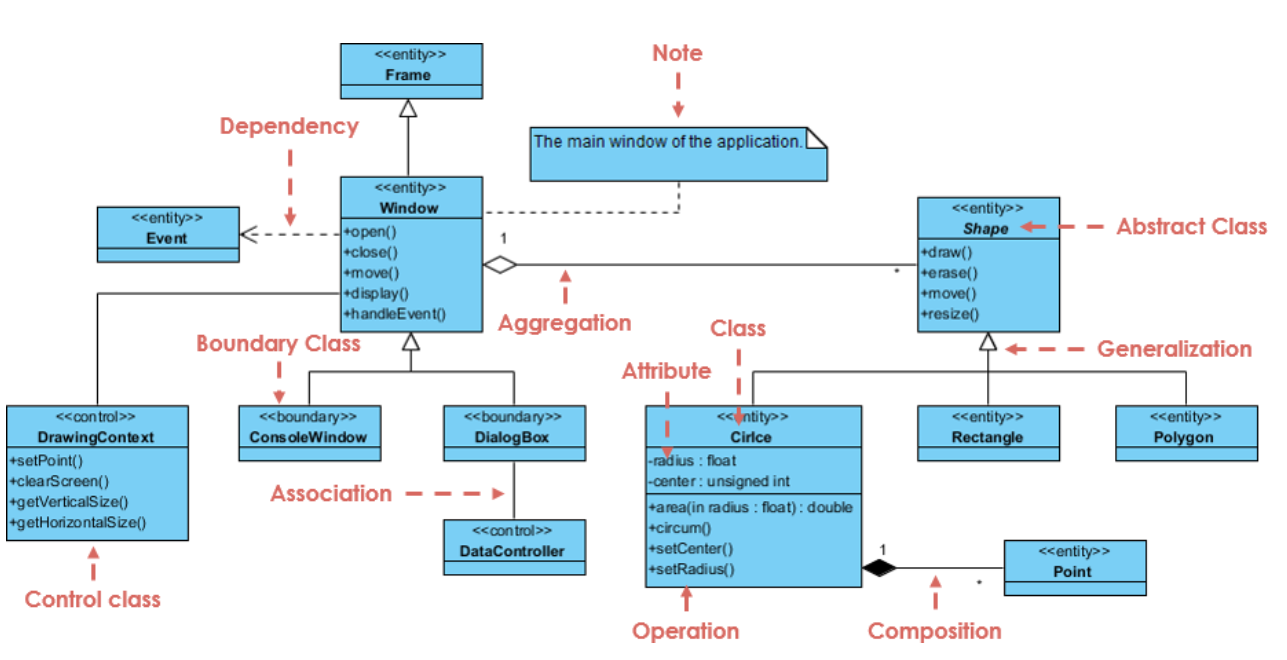 Note
<<entity>>
Frame
Dependency
The main window of the application.
<<entity>>
Window
+open()
+close()
+move()
+display()
+handleEvent()
<<entity>>
Event
1
*
Aggregation
<<entity>>
Shape
+draw()
+erase()
+move()
+resize()
Abstract Class
Generalization
Boundary Class
Class
Attribute
<<control>>
DrawingContext
+setPoint()
+clearScreen()
+getVerticalSize()
+getHorizontalSize()
Control class
<<boundary>>
ConsoleWindow
<<boundary>>
DialogBox
Association
<<control>>
DataController
<<entity>>
Cirlce
-radius : float
-center : unsigned int
+area(in radius : float) : double
+circum()
+setCenter()
+setRadius()
Operation
<<entity>>
Rectangle
<<entity>>
Polygon
1
*
Composition
<<entity>>
Point